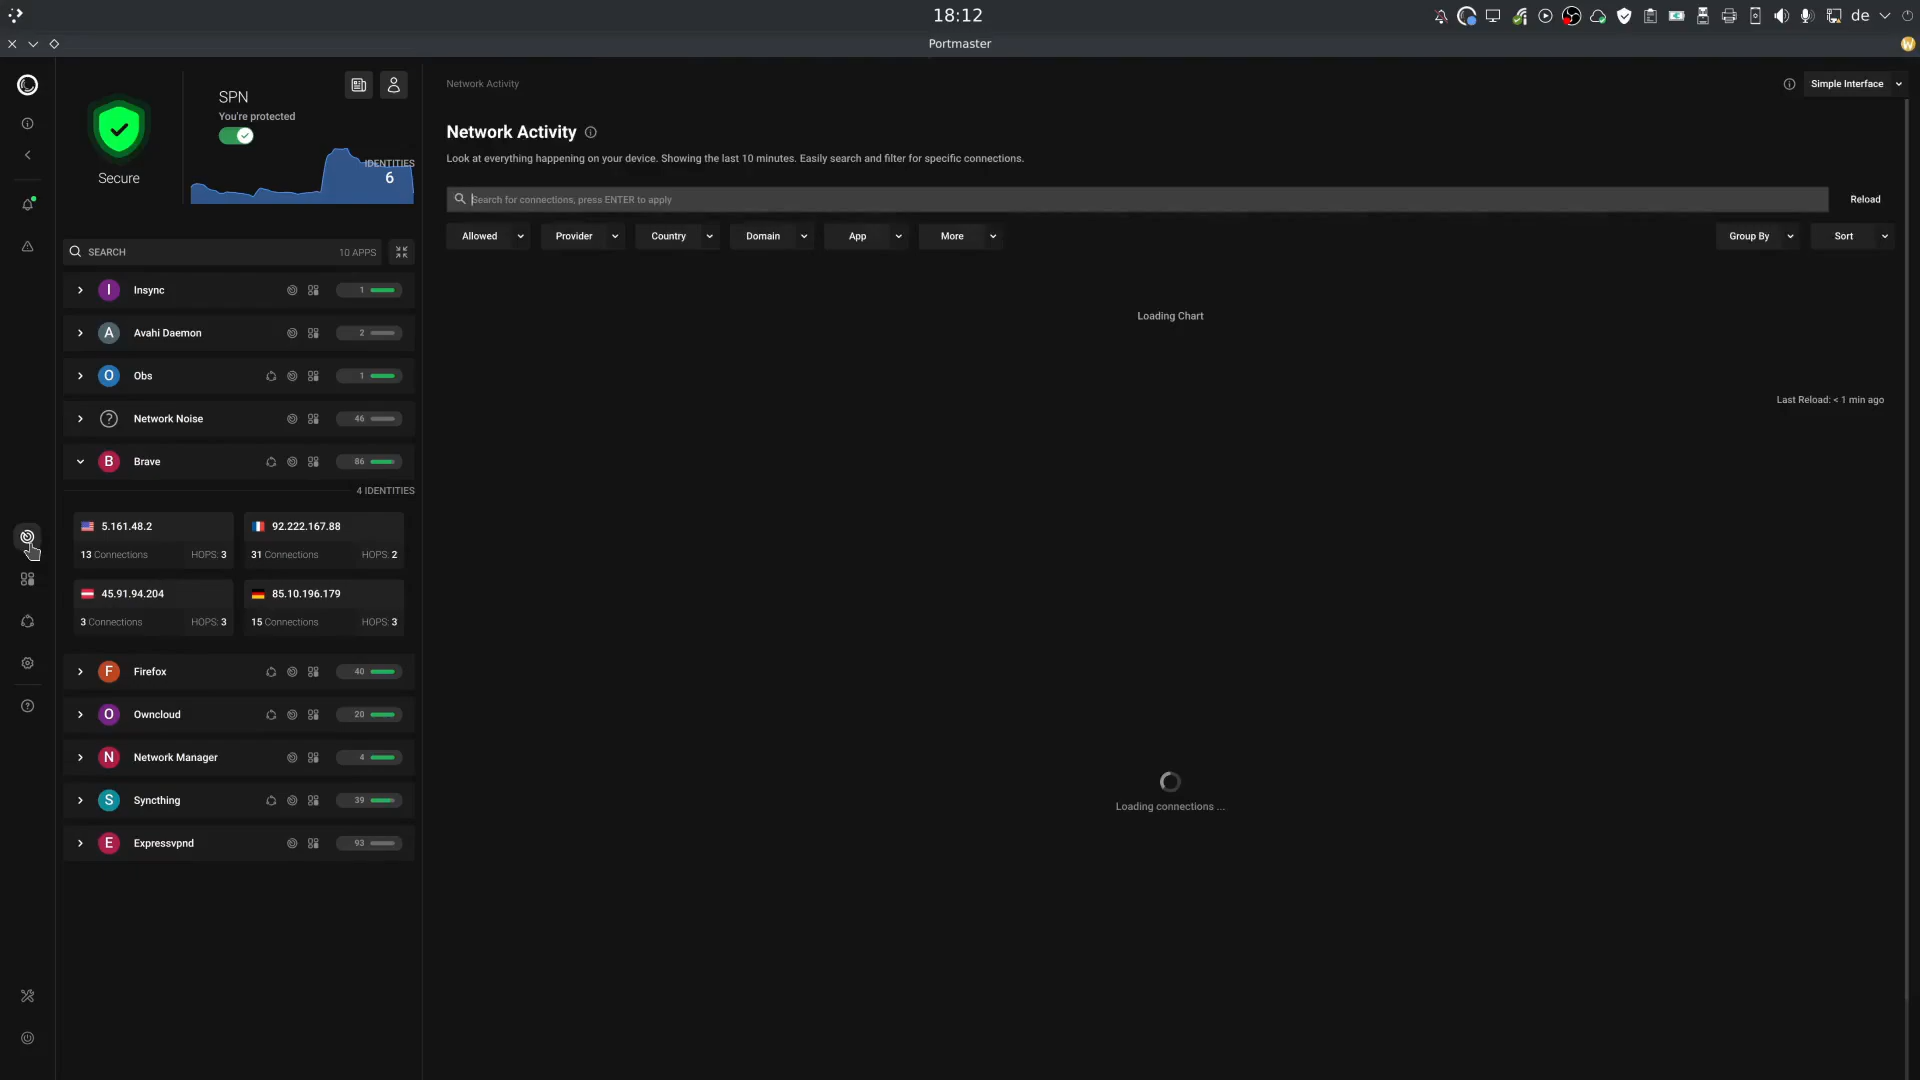 18:12
de
Portmaster
W
SPN
You're protected
IDENTITIES
6
Secure
SEARCH
10 APPS
I
Insync
1
A
Avahi Daemon
2
O
Obs
1
?
Network Noise
46
B
Brave
86
4 IDENTITIES
5.161.48.2
13 Connections
HOPS: 3
92.222.167.88
31 Connections
HOPS: 2
45.91.94.204
3 Connections
HOPS: 3
85.10.196.179
15 Connections
HOPS: 3
F
Firefox
40
O
Owncloud
20
N
Network Manager
4
S
Syncthing
39
E
Expressvpnd
93
Network Activity
Simple Interface
Network Activity
Look at everything happening on your device. Showing the last 10 minutes. Easily search and filter for specific connections.
Search for connections, press ENTER to apply
Reload
Allowed
Provider
Country
Domain
App
More
Group By
Sort
Loading Chart
Last Reload: < 1 min ago
Loading connections ...